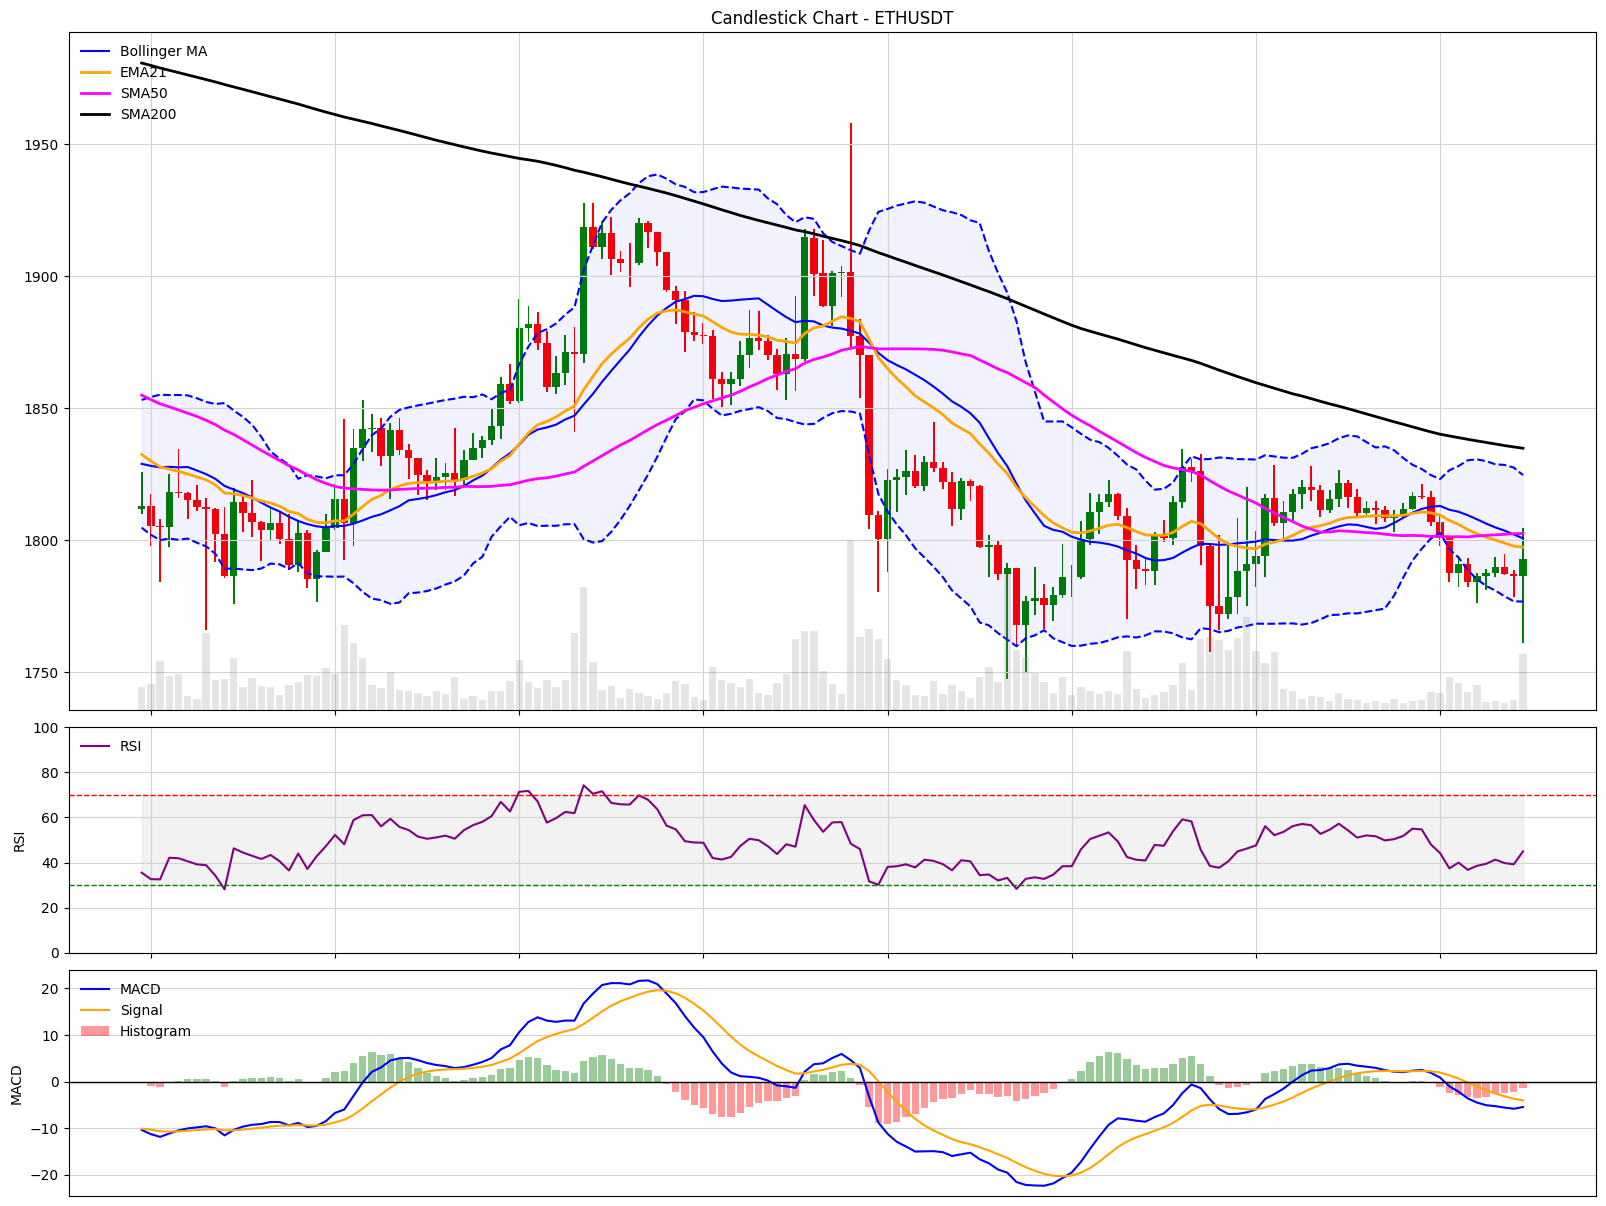 Candlestick Chart - ETHUSDT
Bollinger MA
EMA21
SMA50
SMA200
1950
1900
1850
1800
1750
RSI
100
80
60
40
20
0
RSI
MACD
Signal
Histogram
20
10
0
−10
−20
MACD